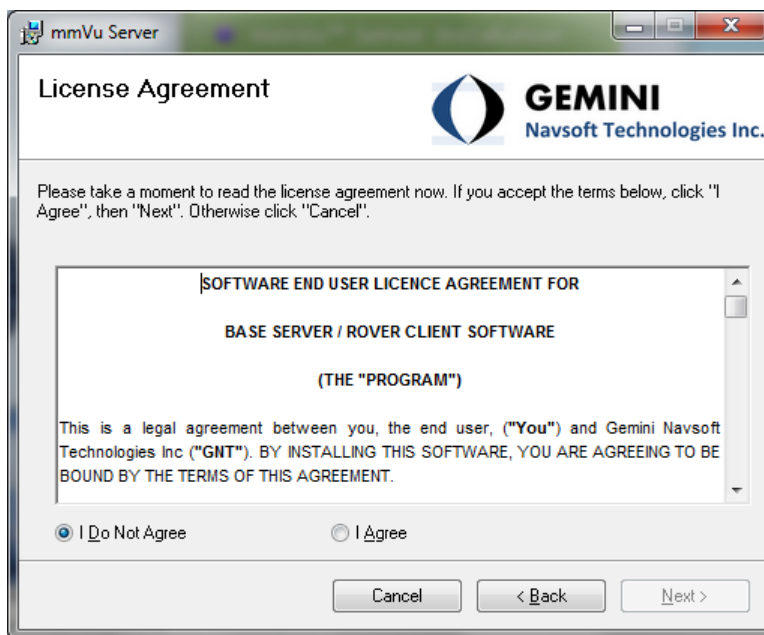 mmVu Server
License Agreement
GEMINI
Navsoft Technologies Inc.
Please take a moment to read the license agreement now. If you accept the terms below, click "I
Agree", then "Next". Otherwise click "Cancel".
SOFTWARE END USER LICENCE AGREEMENT FOR
BASE SERVER / ROVER CLIENT SOFTWARE
(THE "PROGRAM")
This is a legal agreement between you, the end user, ("You") and Gemini Navsoft
Technologies Inc ("GNT"). BY INSTALLING THIS SOFTWARE, YOU ARE AGREEING TO BE
BOUND BY THE TERMS OF THIS AGREEMENT.
I Do Not Agree
I Agree
Cancel
< Back
Next >